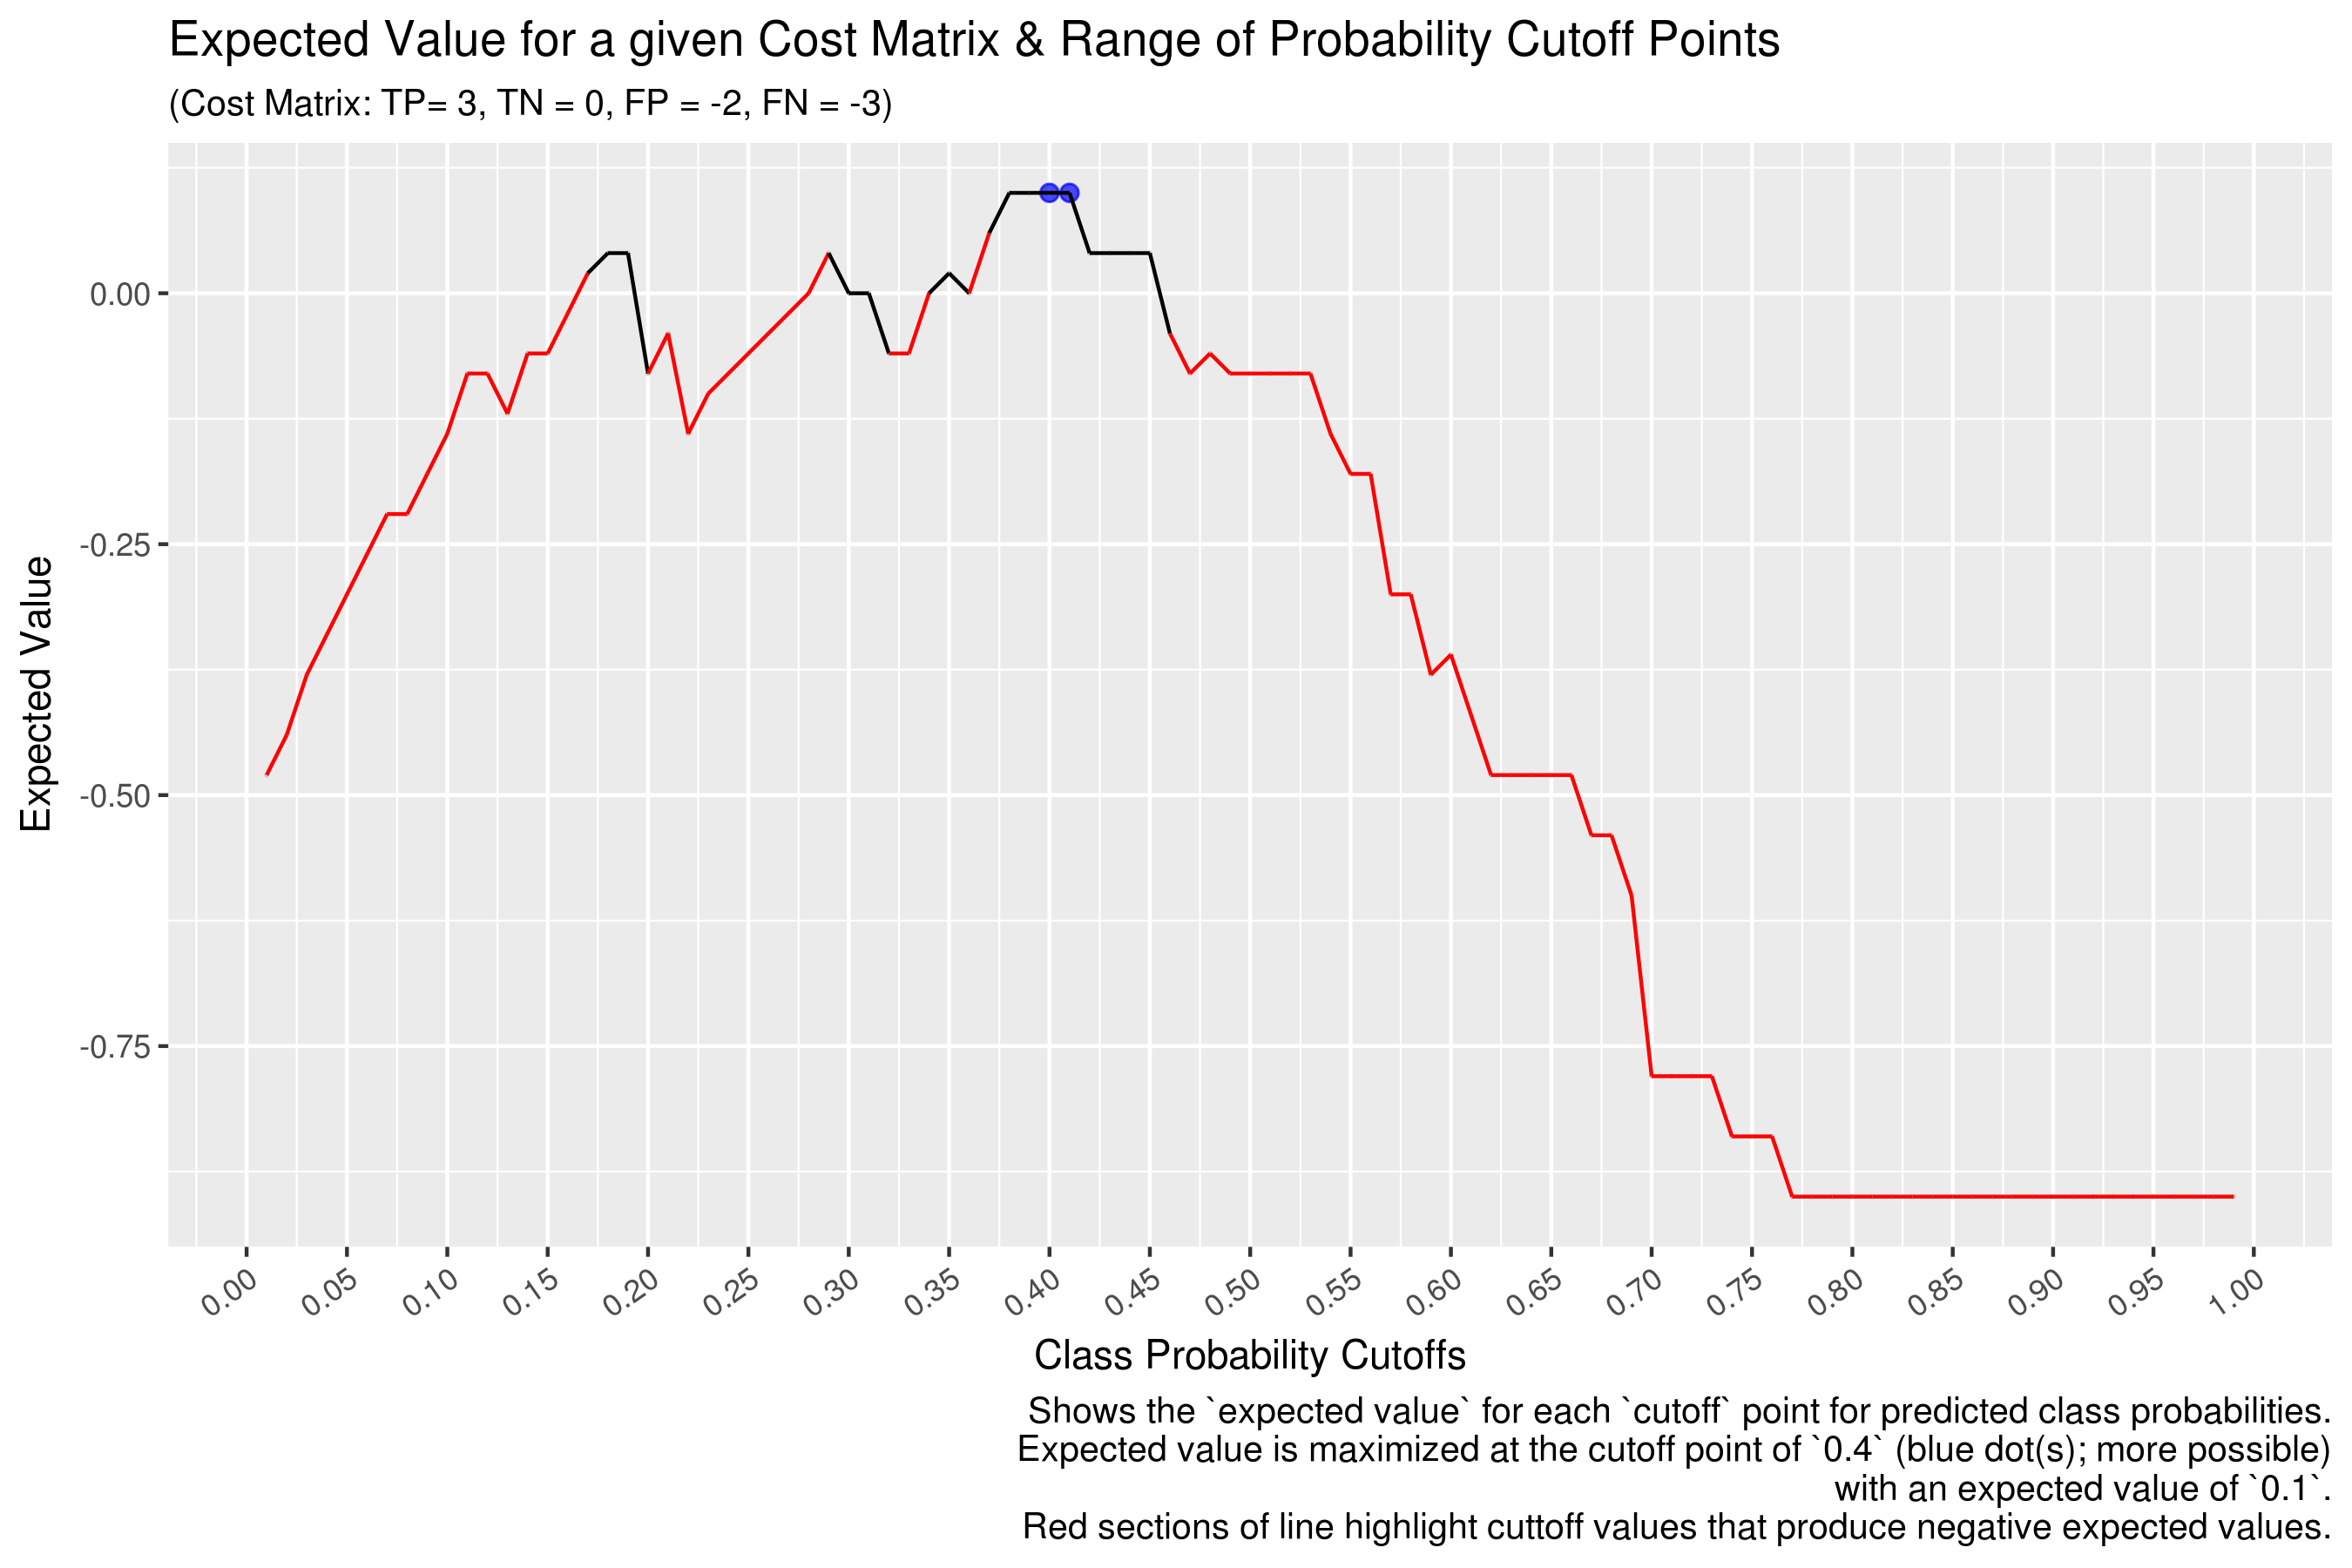 Expected Value for a given Cost Matrix & Range of Probability Cutoff Points
(Cost Matrix: TP= 3, TN = 0, FP = -2, FN = -3)
Expected Value
0.00
-0.25
-0.50
-0.75
0.00 0.05 0.10 0.15 0.20 0.25 0.30 0.35 0.40 0.45 0.50 0.55 0.60 0.65 0.70 0.75 0.80 0.85 0.90 0.95 1.00
Class Probability Cutoffs
Shows the `expected value` for each `cutoff` point for predicted class probabilities.
Expected value is maximized at the cutoff point of `0.4` (blue dot(s); more possible)
with an expected value of `0.1`.
Red sections of line highlight cuttoff values that produce negative expected values.